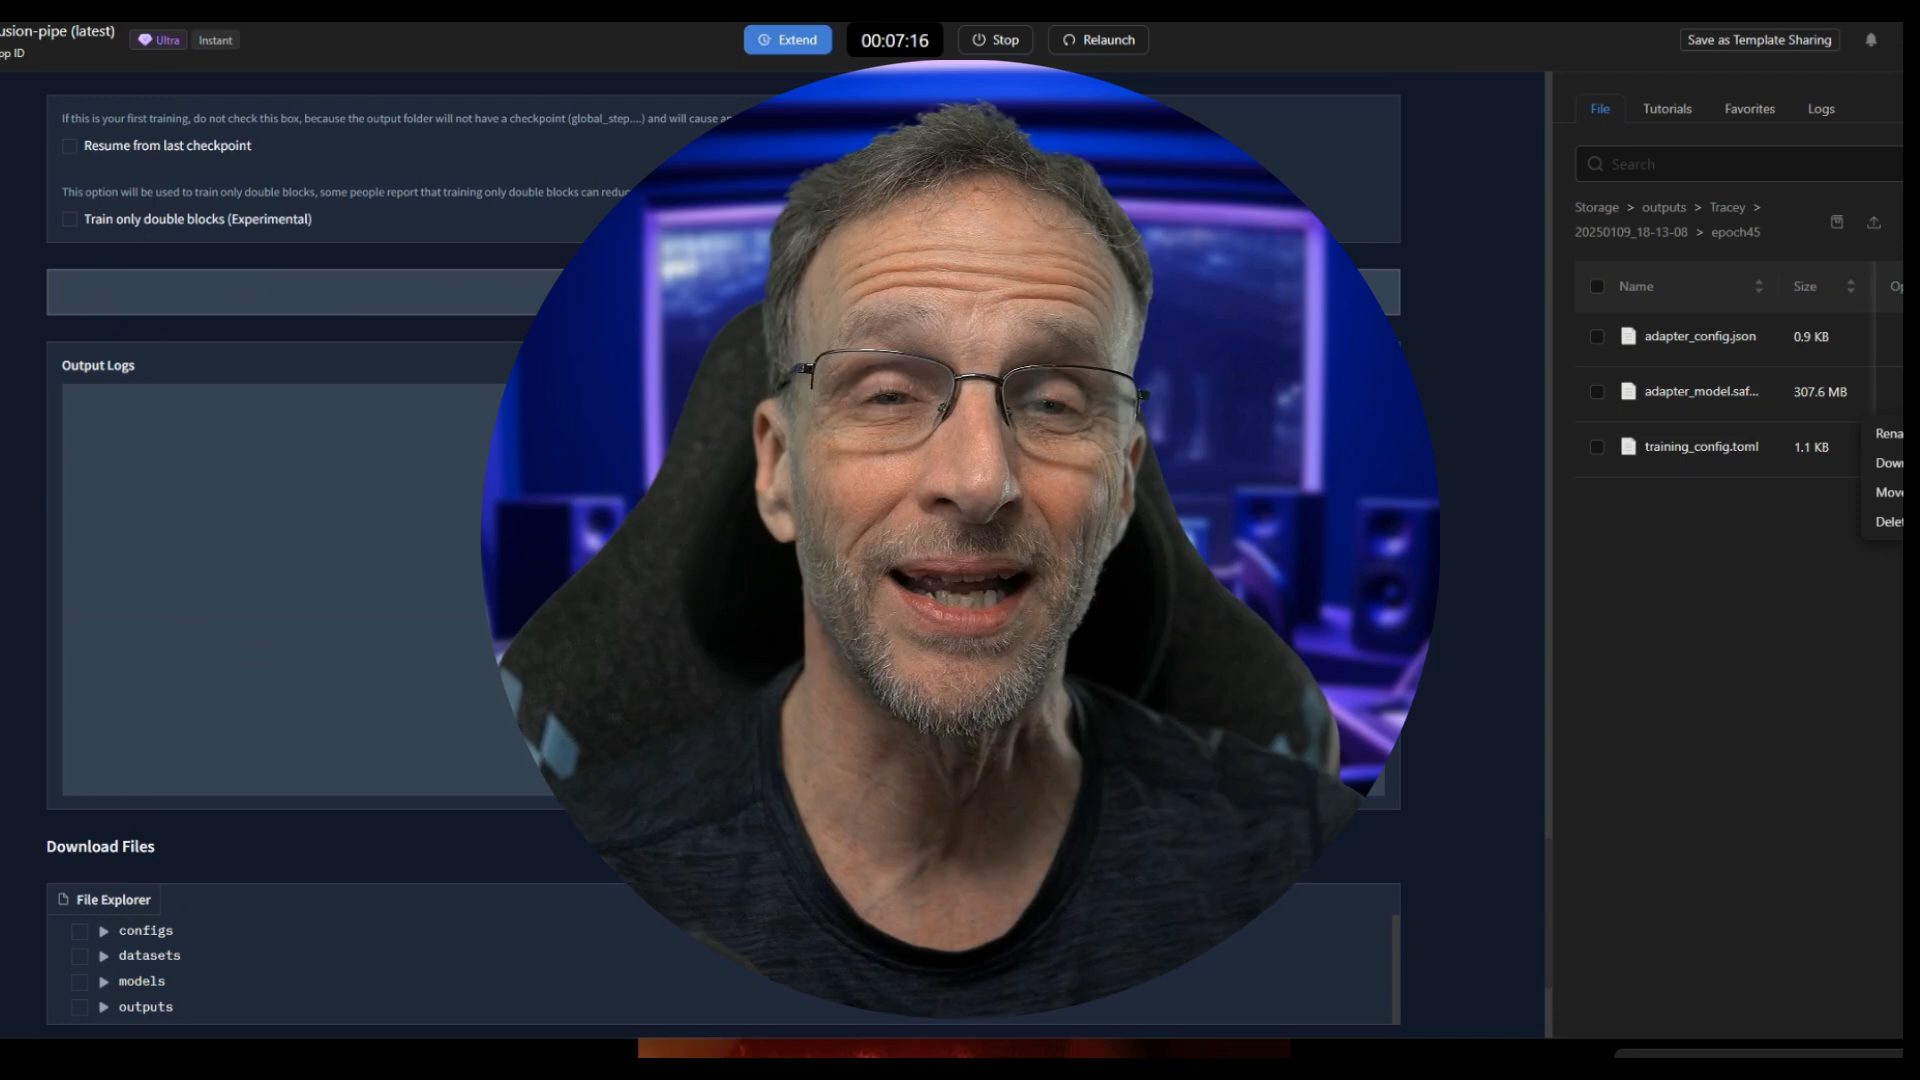 usion-pipe (latest)
Ultra
Instant
pp ID
Extend
00:07:16
Stop
Relaunch
Save as Template Sharing
If this is your first training, do not check this box, because the output folder will not have a checkpoint (global_step....) and will cause
Resume from last checkpoint
This option will be used to train only double blocks, some people report that training only double blocks can
Train only double blocks (Experimental)
Output Logs
Download Files
File Explorer
configs
datasets
models
outputs
File
Tutorials
Favorites
Logs
Search
Storage > outputs > Tracey >
20250109_18-13-08 > epoch45
Name
Size
adapter_config.json
0.9 KB
adapter_model.saf...
307.6 MB
training_config.toml
1.1 KB
Rena
Dow
Move
Delet